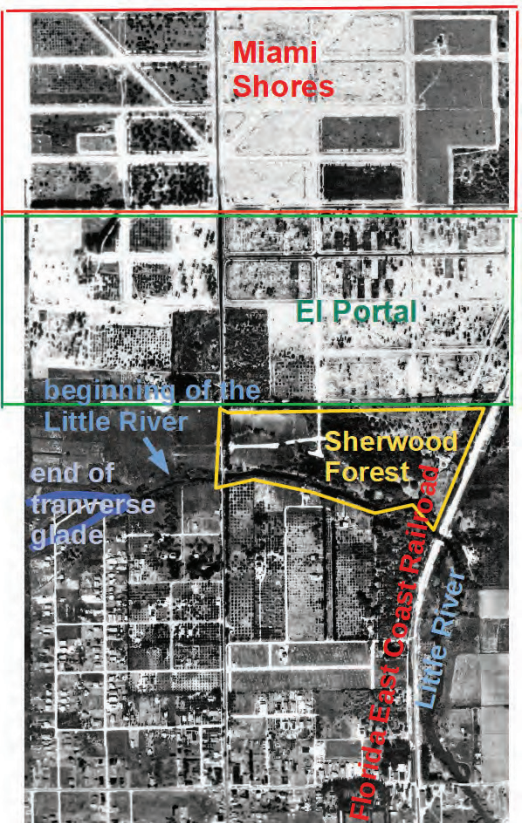 Miami
Shores
El Portal
beginning of the
Little River
Sherwood
Forest
end of
tranverse
glade
Florida East Coast Railroad
Little River